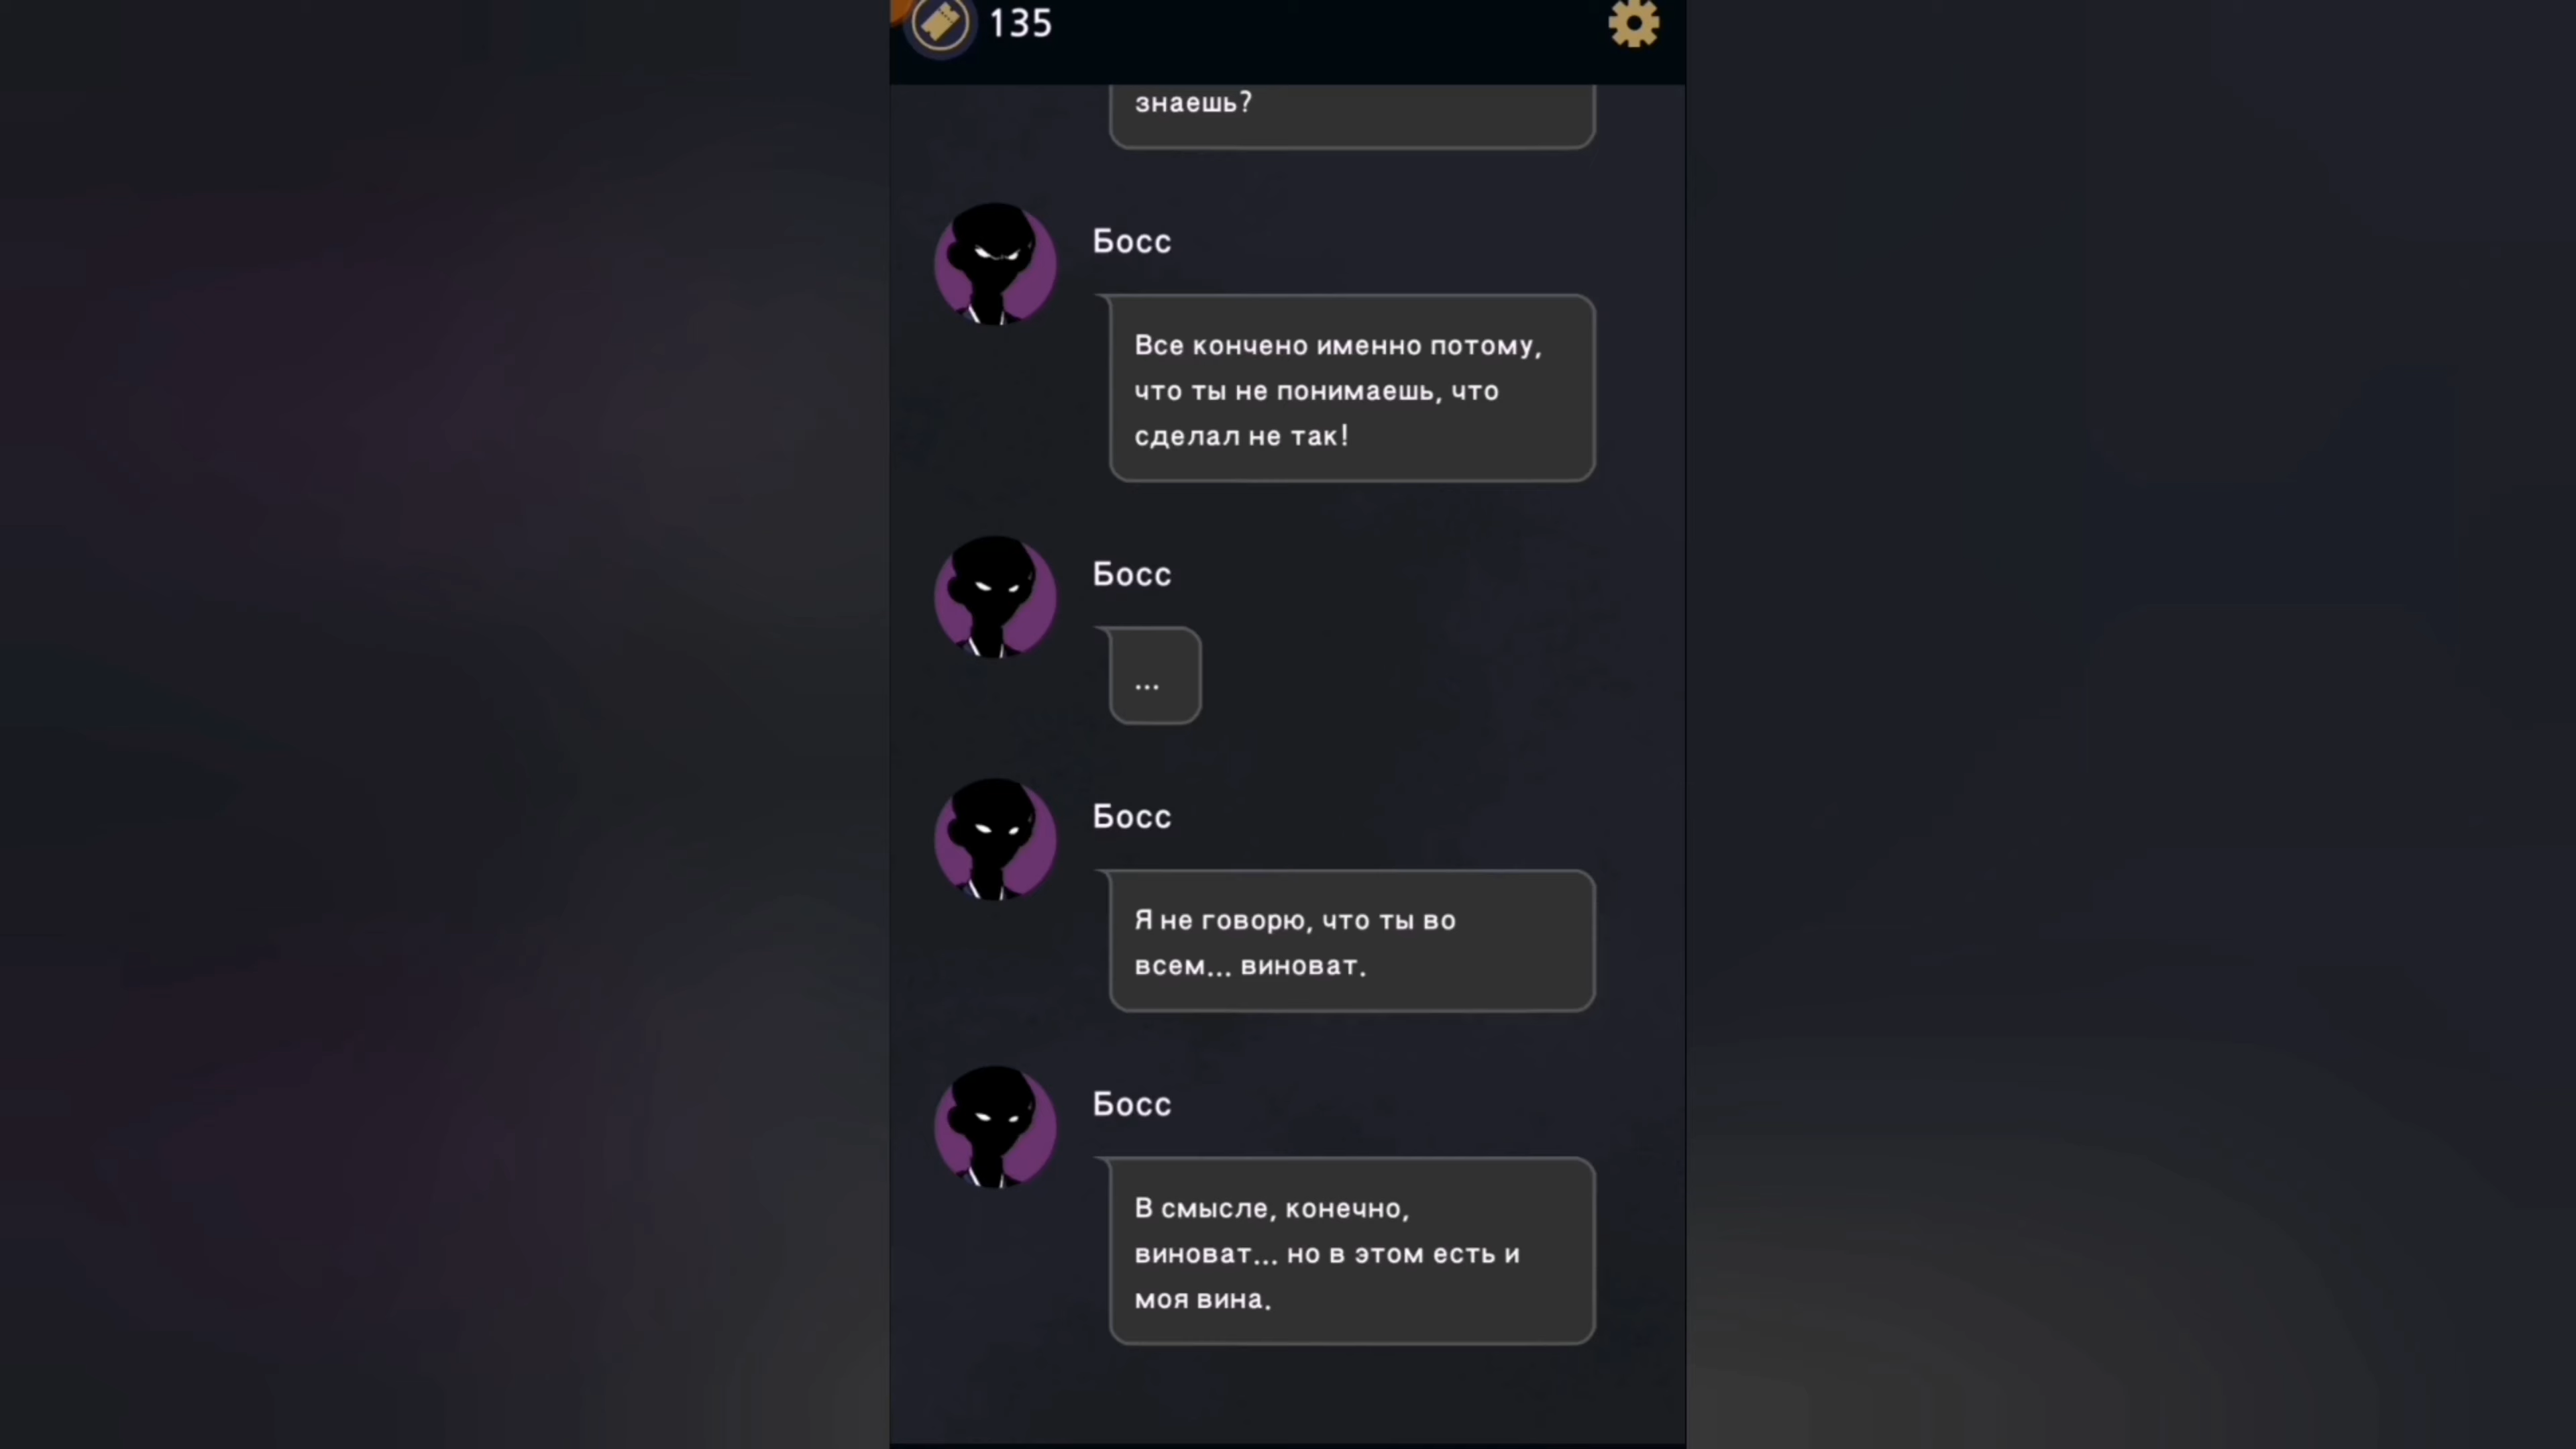 135
знаешь?
Босс
Все кончено именно потому,
что ты не понимаешь, что
сделал не так!
Босс
...
Босс
Я не говорю, что ты во
всем... виноват.
Босс
В смысле, конечно,
виноват... но в этом есть и
моя вина.